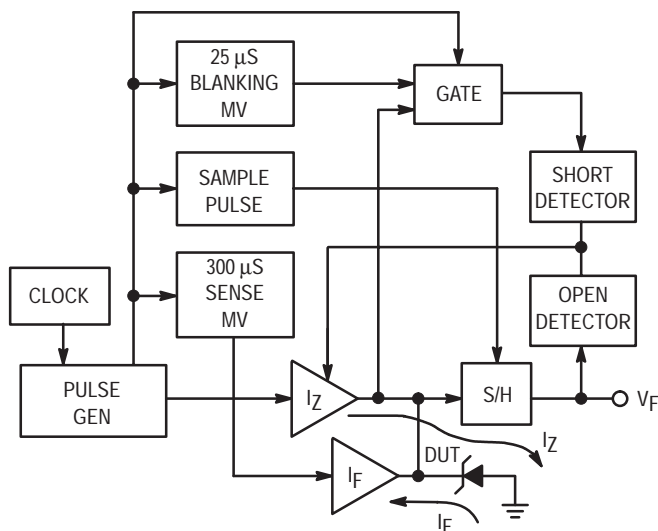 25 µS
BLANKING
MV
GATE
SAMPLE
PULSE
SHORT
DETECTOR
300 µS
SENSE
MV
CLOCK
OPEN
DETECTOR
PULSE
GEN
IZ
S/H
VF
IZ
DUT
IF
IF